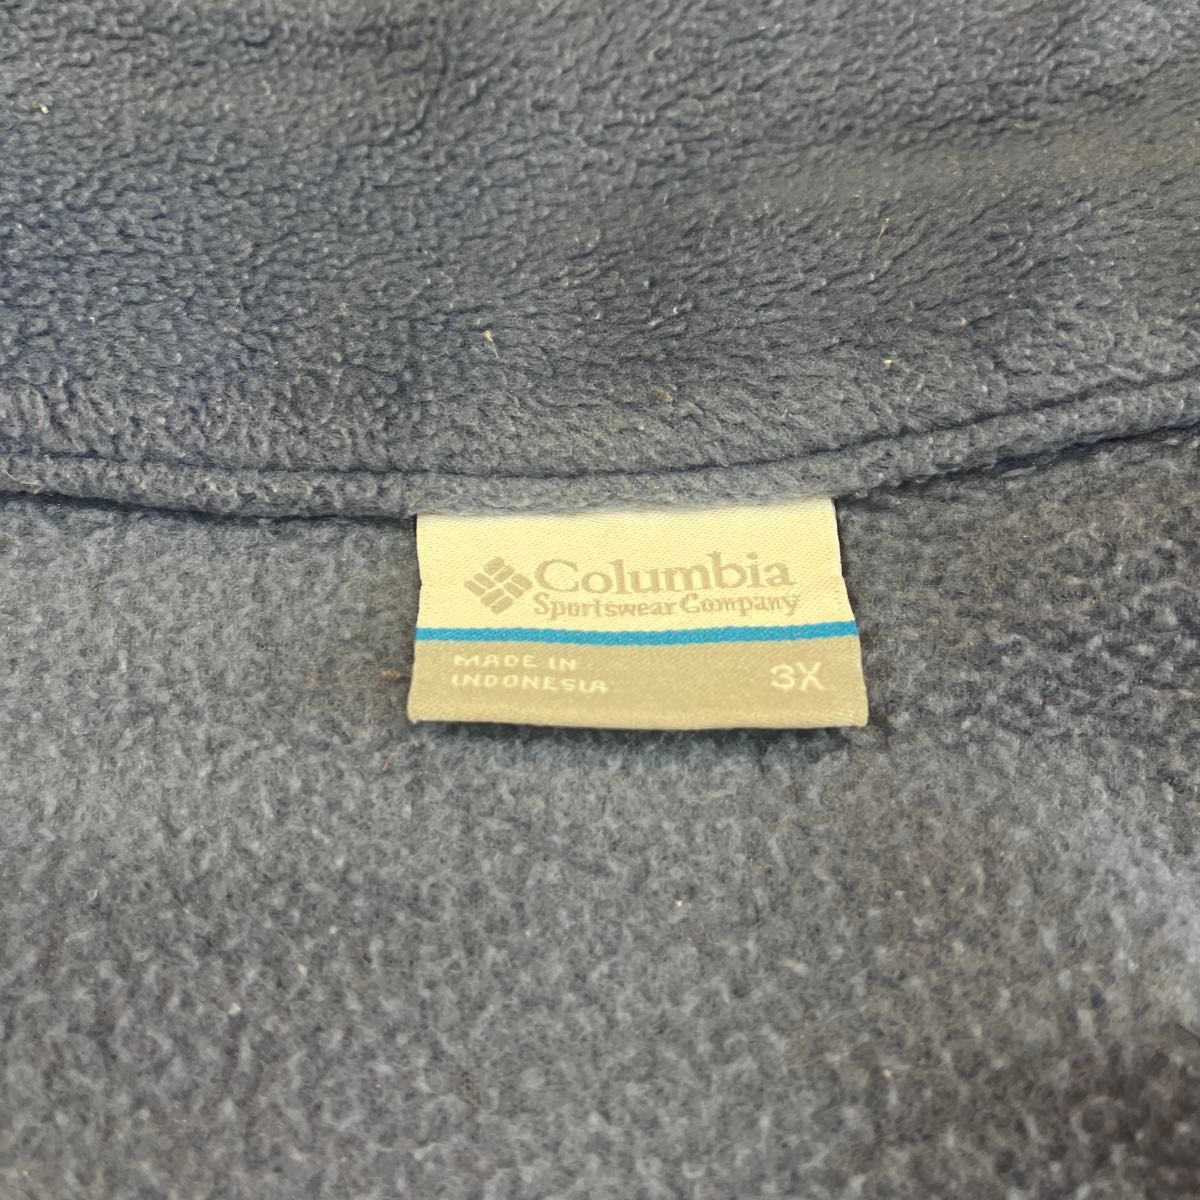 Columbia
Sportswear Company
MADE IN
INDONESIA
3X